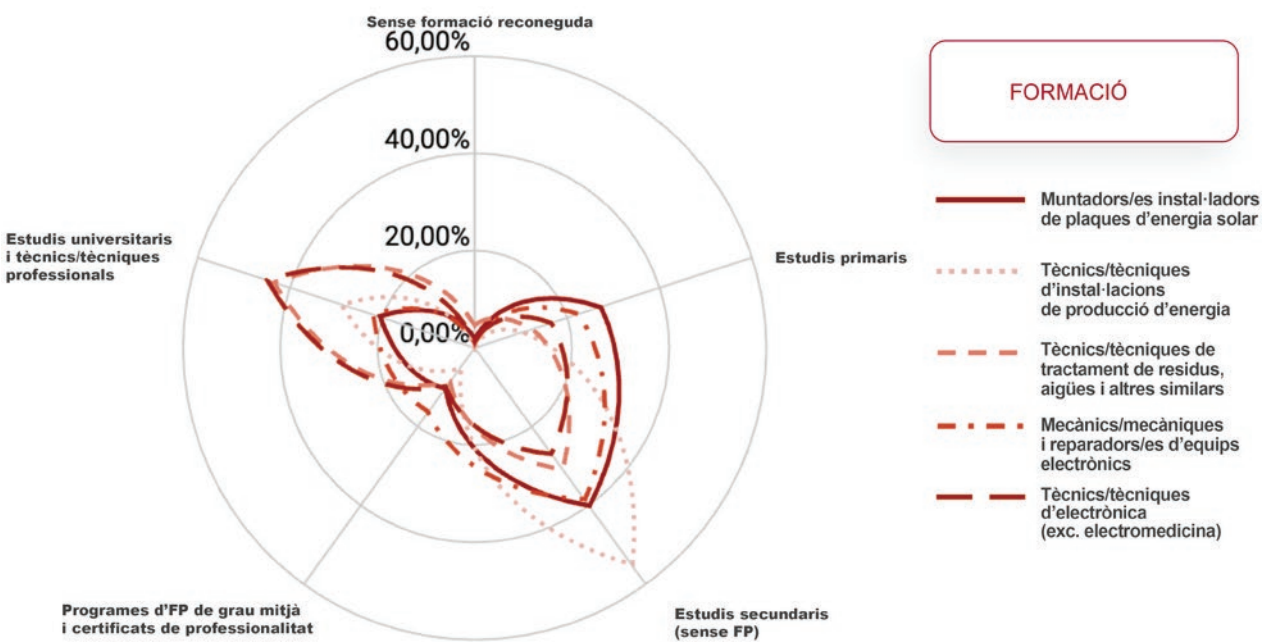 Sense formació reconeguda
60,00%
40,00%
20,00%
0,00%
Estudis primaris
Estudis secundaris
(sense FP)
Programes d’FP de grau mitjà
i certificats de professionalitat
Estudis universitaris
i tècnics/tècniques
professionals
FORMACIÓ
Muntadors/es instal·ladors
de plaques d’energia solar
Tècnics/tècniques
d’instal·lacions
de producció d’energia
Tècnics/tècniques de
tractament de residus,
aigües i altres similars
Mecànics/mecàniques
i reparadors/es d’equips
electrònics
Tècnics/tècniques
d’electrònica
(exc. electromedicina)